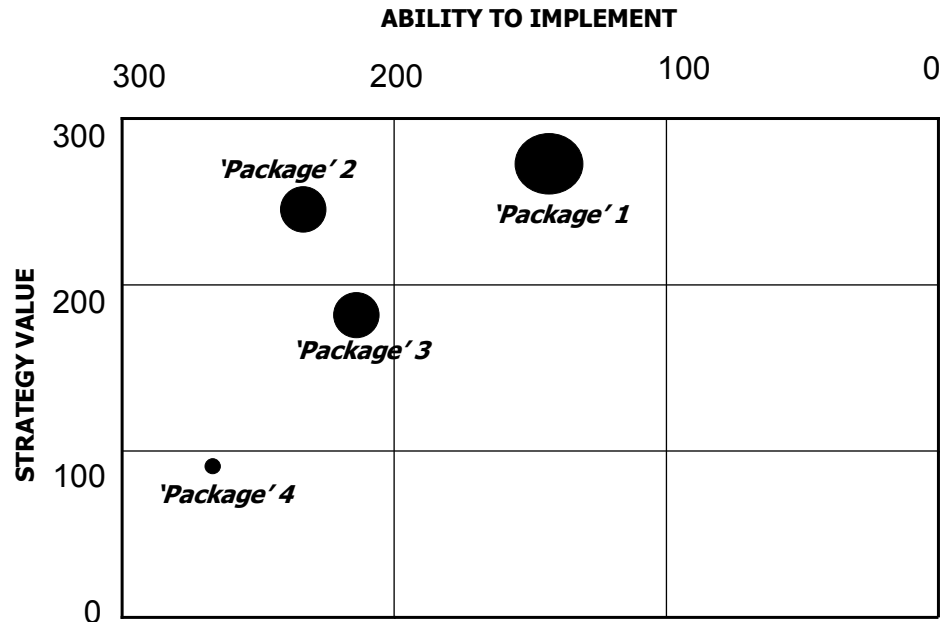 ABILITY TO IMPLEMENT
300 200 100 0
300
‘Package’ 2
‘Package’ 1
200
‘Package’ 3
STRATEGY VALUE
100
‘Package’ 4
0